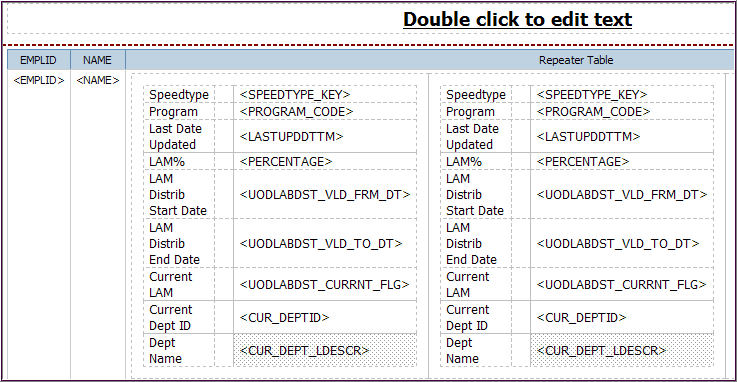 Double click to edit text
EMPLID NAME Repeater Table
<EMPLID> <NAME>
Speedtype <SPEEDTYPE_KEY> Speedtype <SPEEDTYPE_KEY>
Program <PROGRAM_CODE> Program <PROGRAM_CODE>
Last Date Last Date
Updated <LASTUPDDTTM> Updated <LASTUPDDTTM>
LAM% <PERCENTAGE> LAM% <PERCENTAGE>
LAM LAM
Distrib <UODLABDST_VLD_FRM_DT> Distrib <UODLABDST_VLD_FRM_DT>
Start Date Start Date
LAM LAM
Distrib <UODLABDST_VLD_TO_DT> Distrib <UODLABDST_VLD_TO_DT>
End Date End Date
Current Current
LAM <UODLABDST_CURRNT_FLG> LAM <UODLABDST_CURRNT_FLG>
Current Current
Dept ID <CUR_DEPTID> Dept ID <CUR_DEPTID>
Dept Dept
Name <CUR_DEPT_LDESCR> Name <CUR_DEPT_LDESCR>